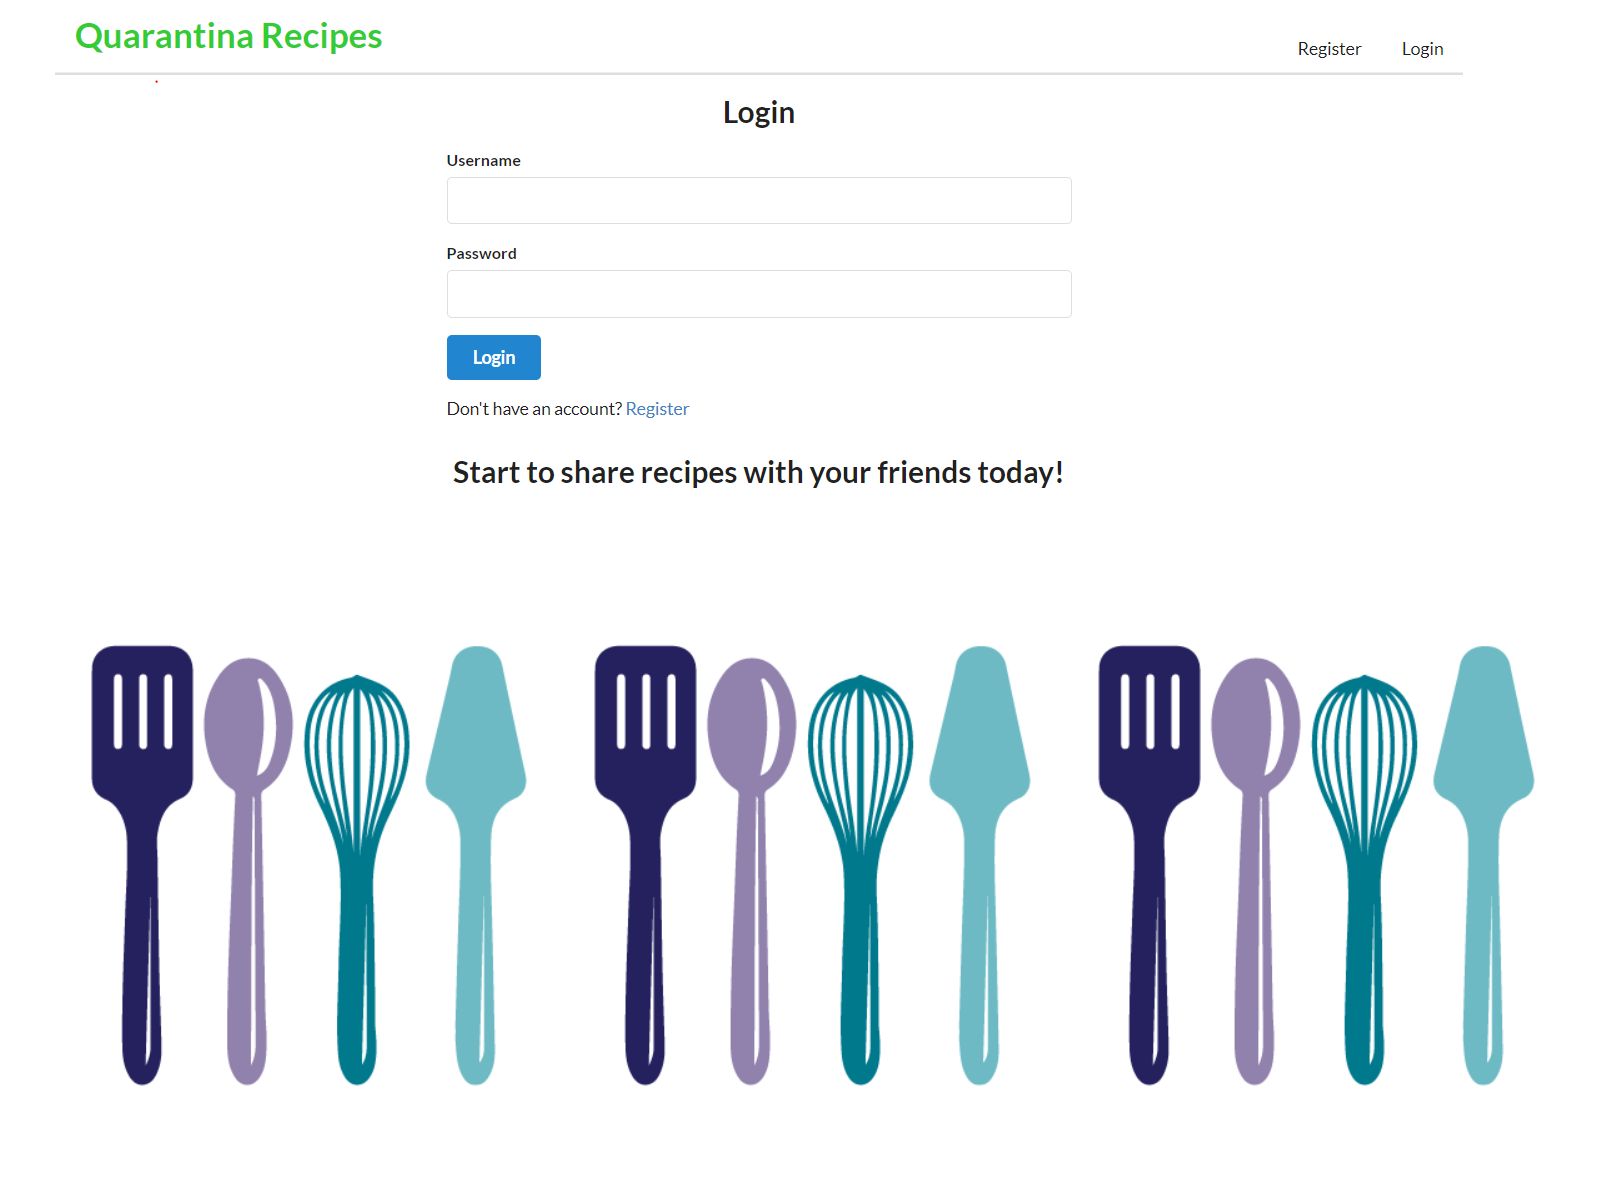 Quarantina Recipes
Register Login
Login
Username
Password
Login
Don't have an account? Register
Start to share recipes with your friends today!